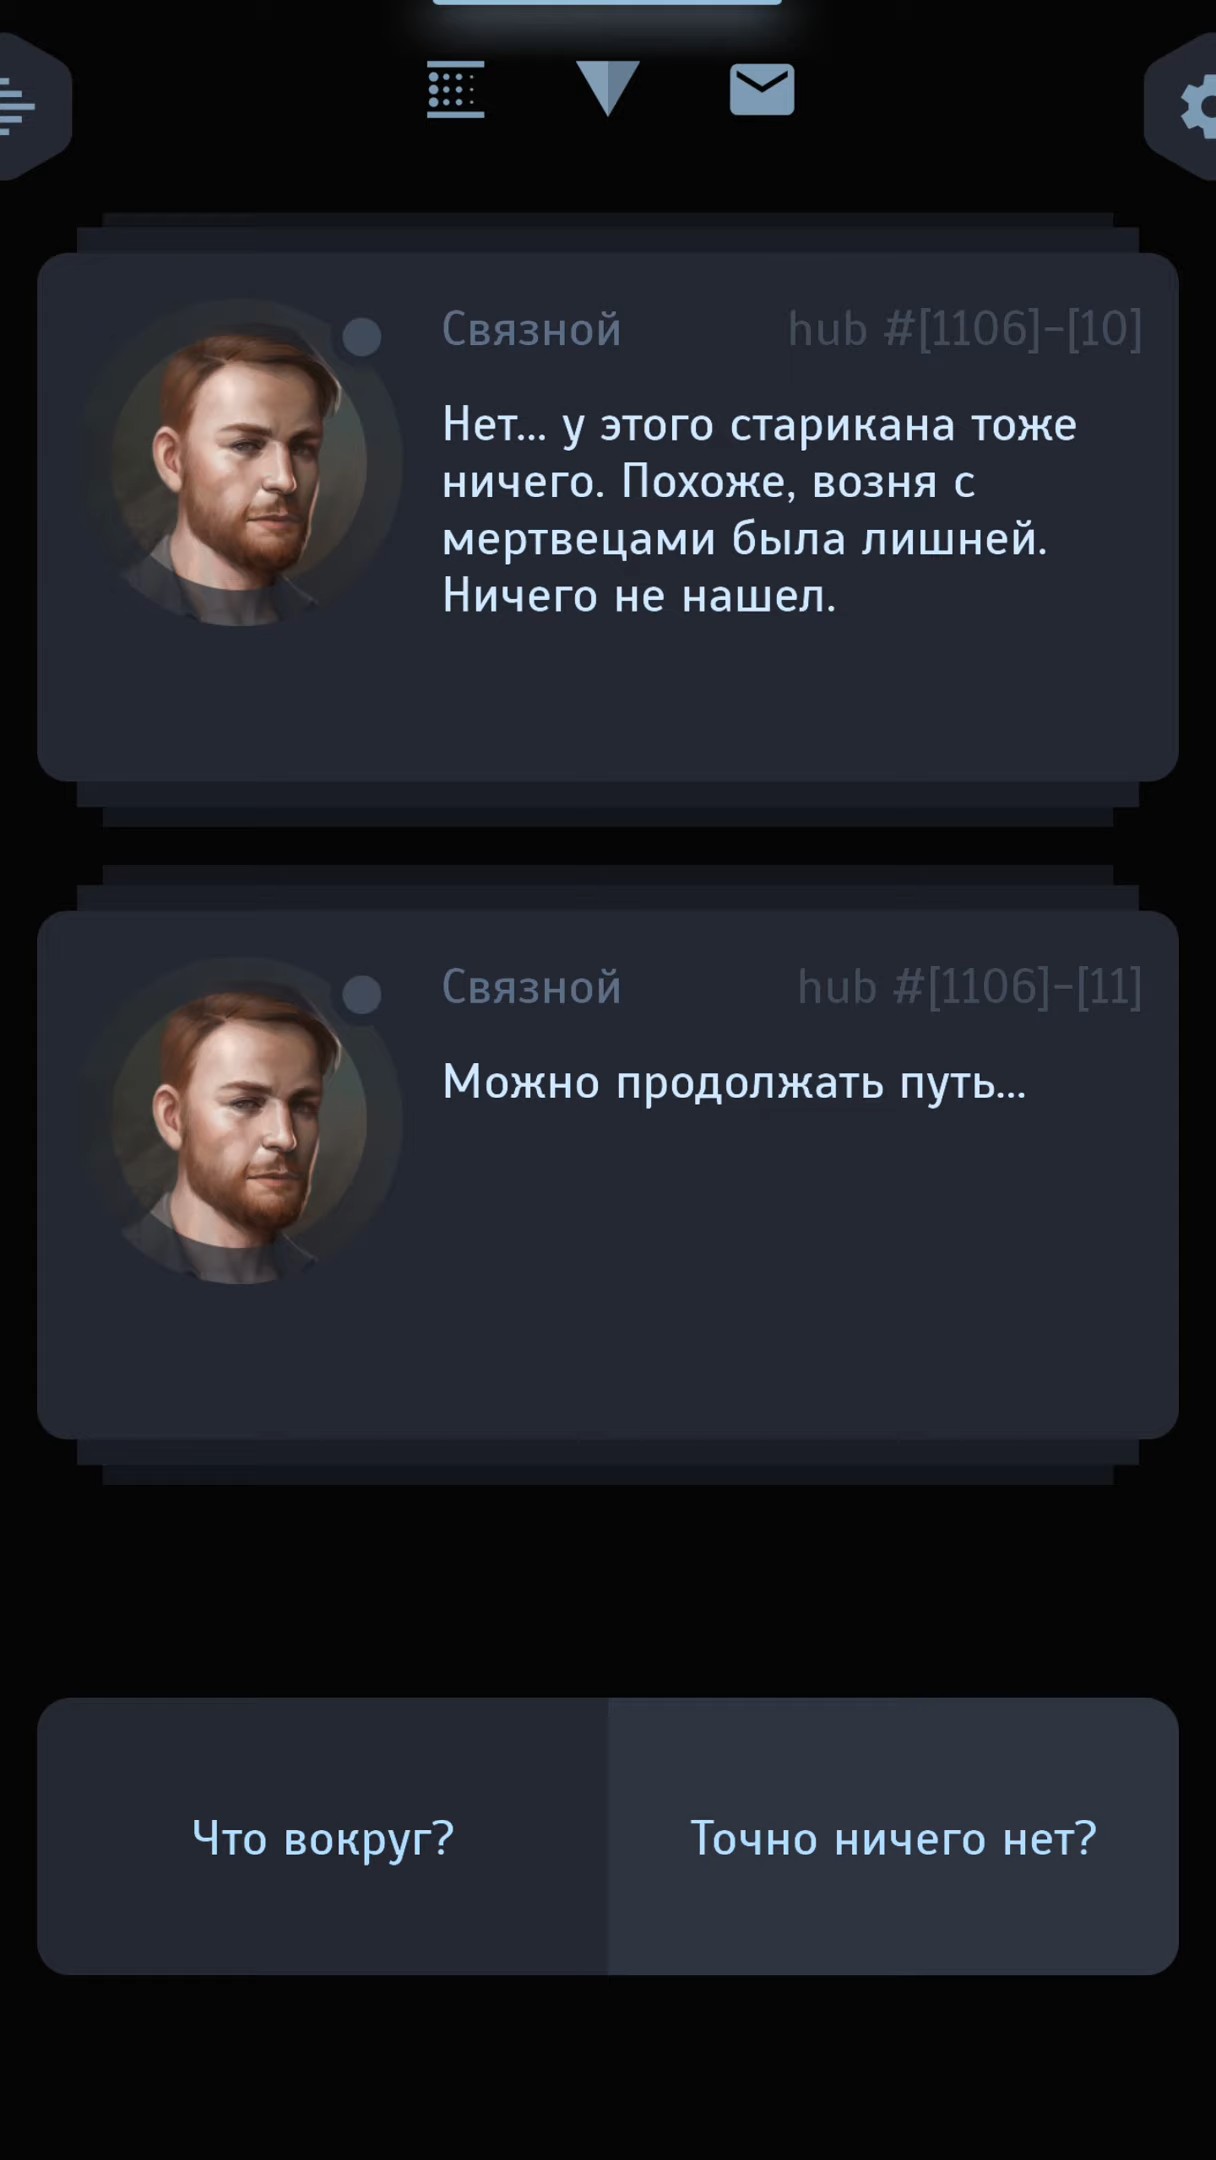 Связной hub #[1106]-[10]
Нет... у этого старикана тоже
ничего. Похоже, возня с
мертвецами была лишней.
Ничего не нашел.
Связной hub #[1106]-[11]
Можно продолжать путь...
Что вокруг?
Точно ничего нет?